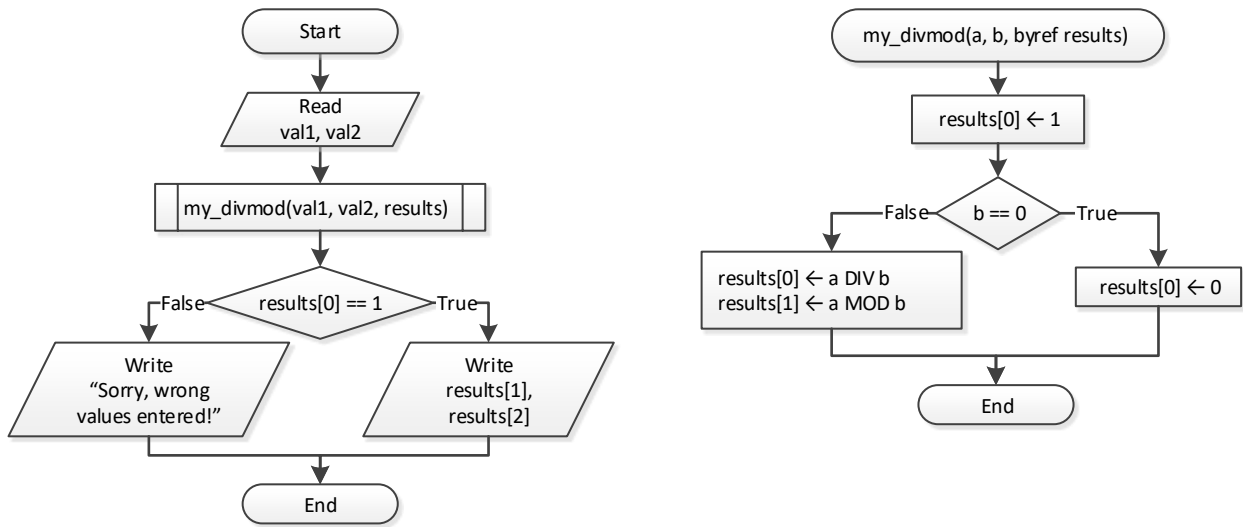 Start
Read
val1, val2
my_divmod(val1, val2, results)
False
results[0] == 1
True
Write
“Sorry, wrong
values entered!”
Write
results[1],
results[2]
End
my_divmod(a, b, byref results)
results[0] ← 1
False
b == 0
True
results[0] ← a DIV b
results[1] ← a MOD b
results[0] ← 0
End